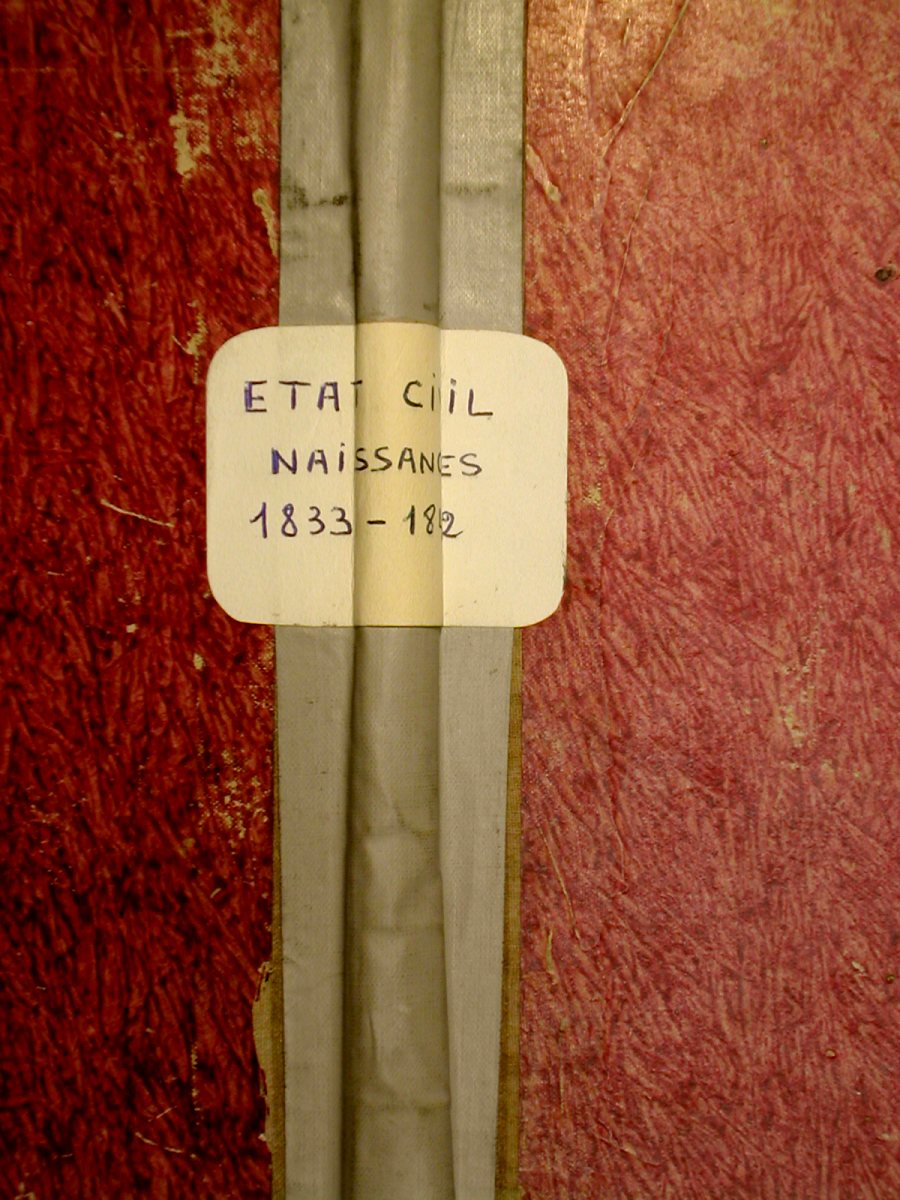 ETAT CiiL
NAiSSANES
1833-182